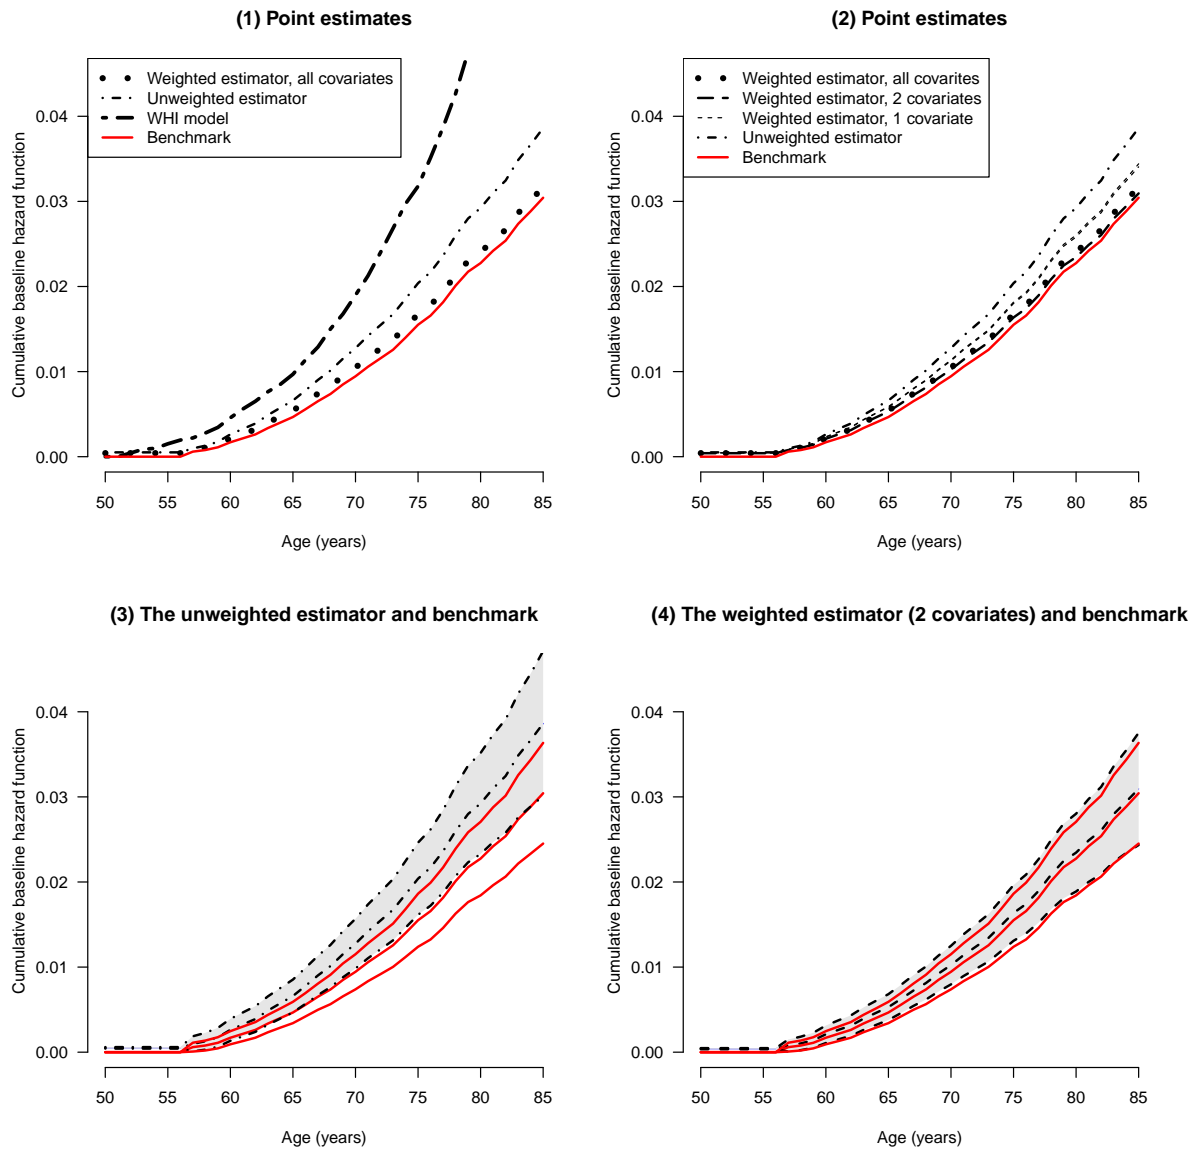 (1) Point estimates
Weighted estimator, all covariates
Unweighted estimator
WHI model
Benchmark
Cumulative baseline hazard function
0.04
0.03
0.02
0.01
0.00
50 55 60 65 70 75 80 85
Age (years)
(2) Point estimates
Weighted estimator, all covarites
Weighted estimator, 2 covariates
Weighted estimator, 1 covariate
Unweighted estimator
Benchmark
Cumulative baseline hazard function
0.04
0.03
0.02
0.01
0.00
50 55 60 65 70 75 80 85
Age (years)
(3) The unweighted estimator and benchmark
Cumulative baseline hazard function
0.04
0.03
0.02
0.01
0.00
50 55 60 65 70 75 80 85
Age (years)
(4) The weighted estimator (2 covariates) and benchmark
Cumulative baseline hazard function
0.04
0.03
0.02
0.01
0.00
50 55 60 65 70 75 80 85
Age (years)